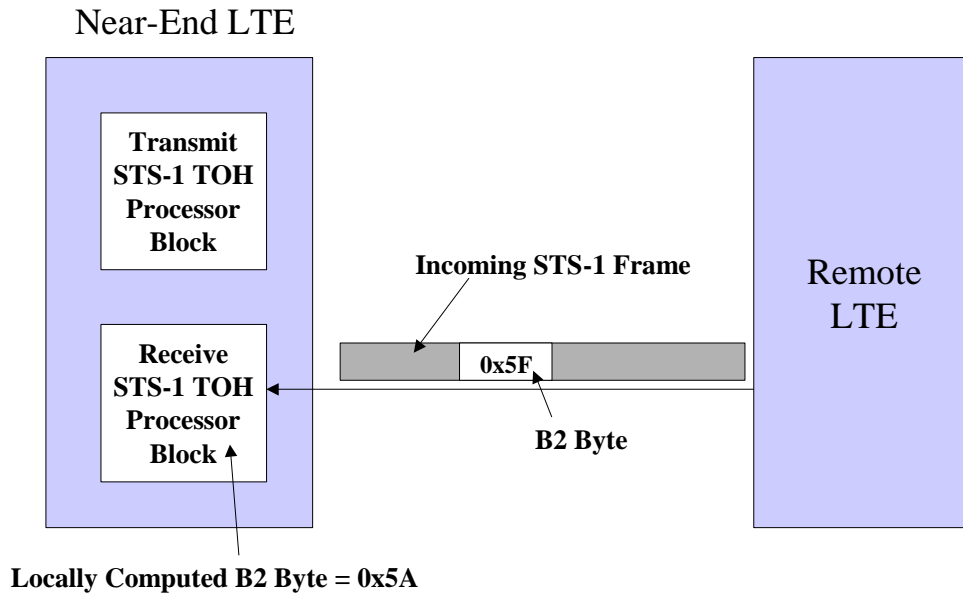 Near-End LTE
Transmit
STS-1 TOH
Processor
Block
Incoming STS-1 Frame
Remote
LTE
Receive
STS-1 TOH
Processor
Block
0x5F
B2 Byte
Locally Computed B2 Byte = 0x5A